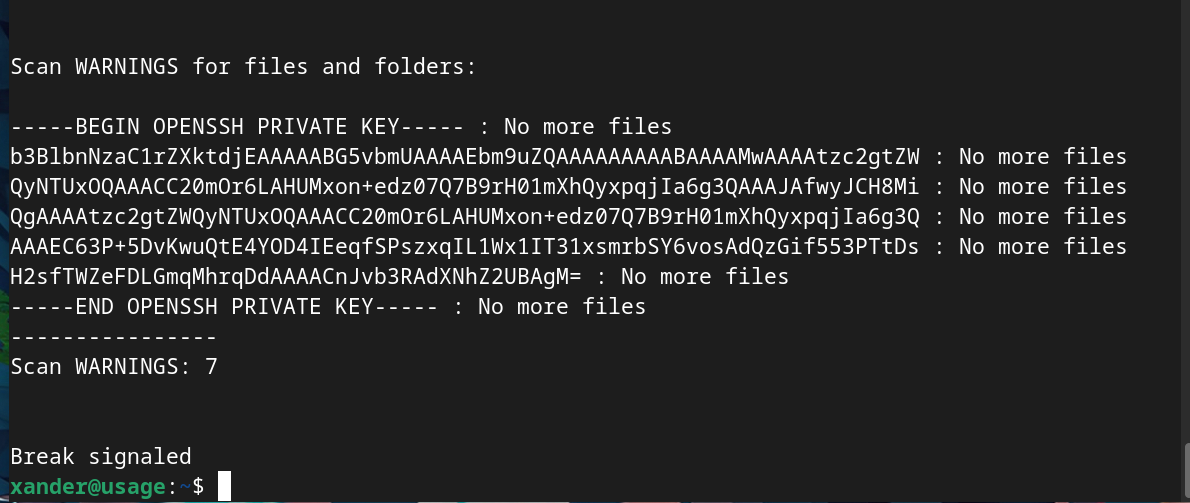 Scan WARNINGS for files and folders:
-----BEGIN OPENSSH PRIVATE KEY----- : No more files
b3BlbnNzaC1rZXktdjEAAAAABG5vbmUAAAAEbm9uZQAAAAAAAAABAAAAMwAAAAtzc2gtZW : No more files
QyNTUxOQAAACC20mOr6LAHUMxon+edz07Q7B9rH01mXhQyxpqjIa6g3QAAAJAfwyJCH8Mi : No more files
QgAAAAtzc2gtZWQyNTUxOQAAACC20mOr6LAHUMxon+edz07Q7B9rH01mXhQyxpqjIa6g3Q : No more files
AAAEC63P+5DvKwuQtE4YOD4IEeqfSPszxqIL1Wx1IT31xsmrbSY6vosAdQzGif553PTtDs : No more files
H2sfTWZeFDLGmqMhrqDdAAAACnJvb3RAdXNhZ2UBAgM= : No more files
-----END OPENSSH PRIVATE KEY----- : No more files
----------------
Scan WARNINGS: 7
Break signaled
xander@usage:~$